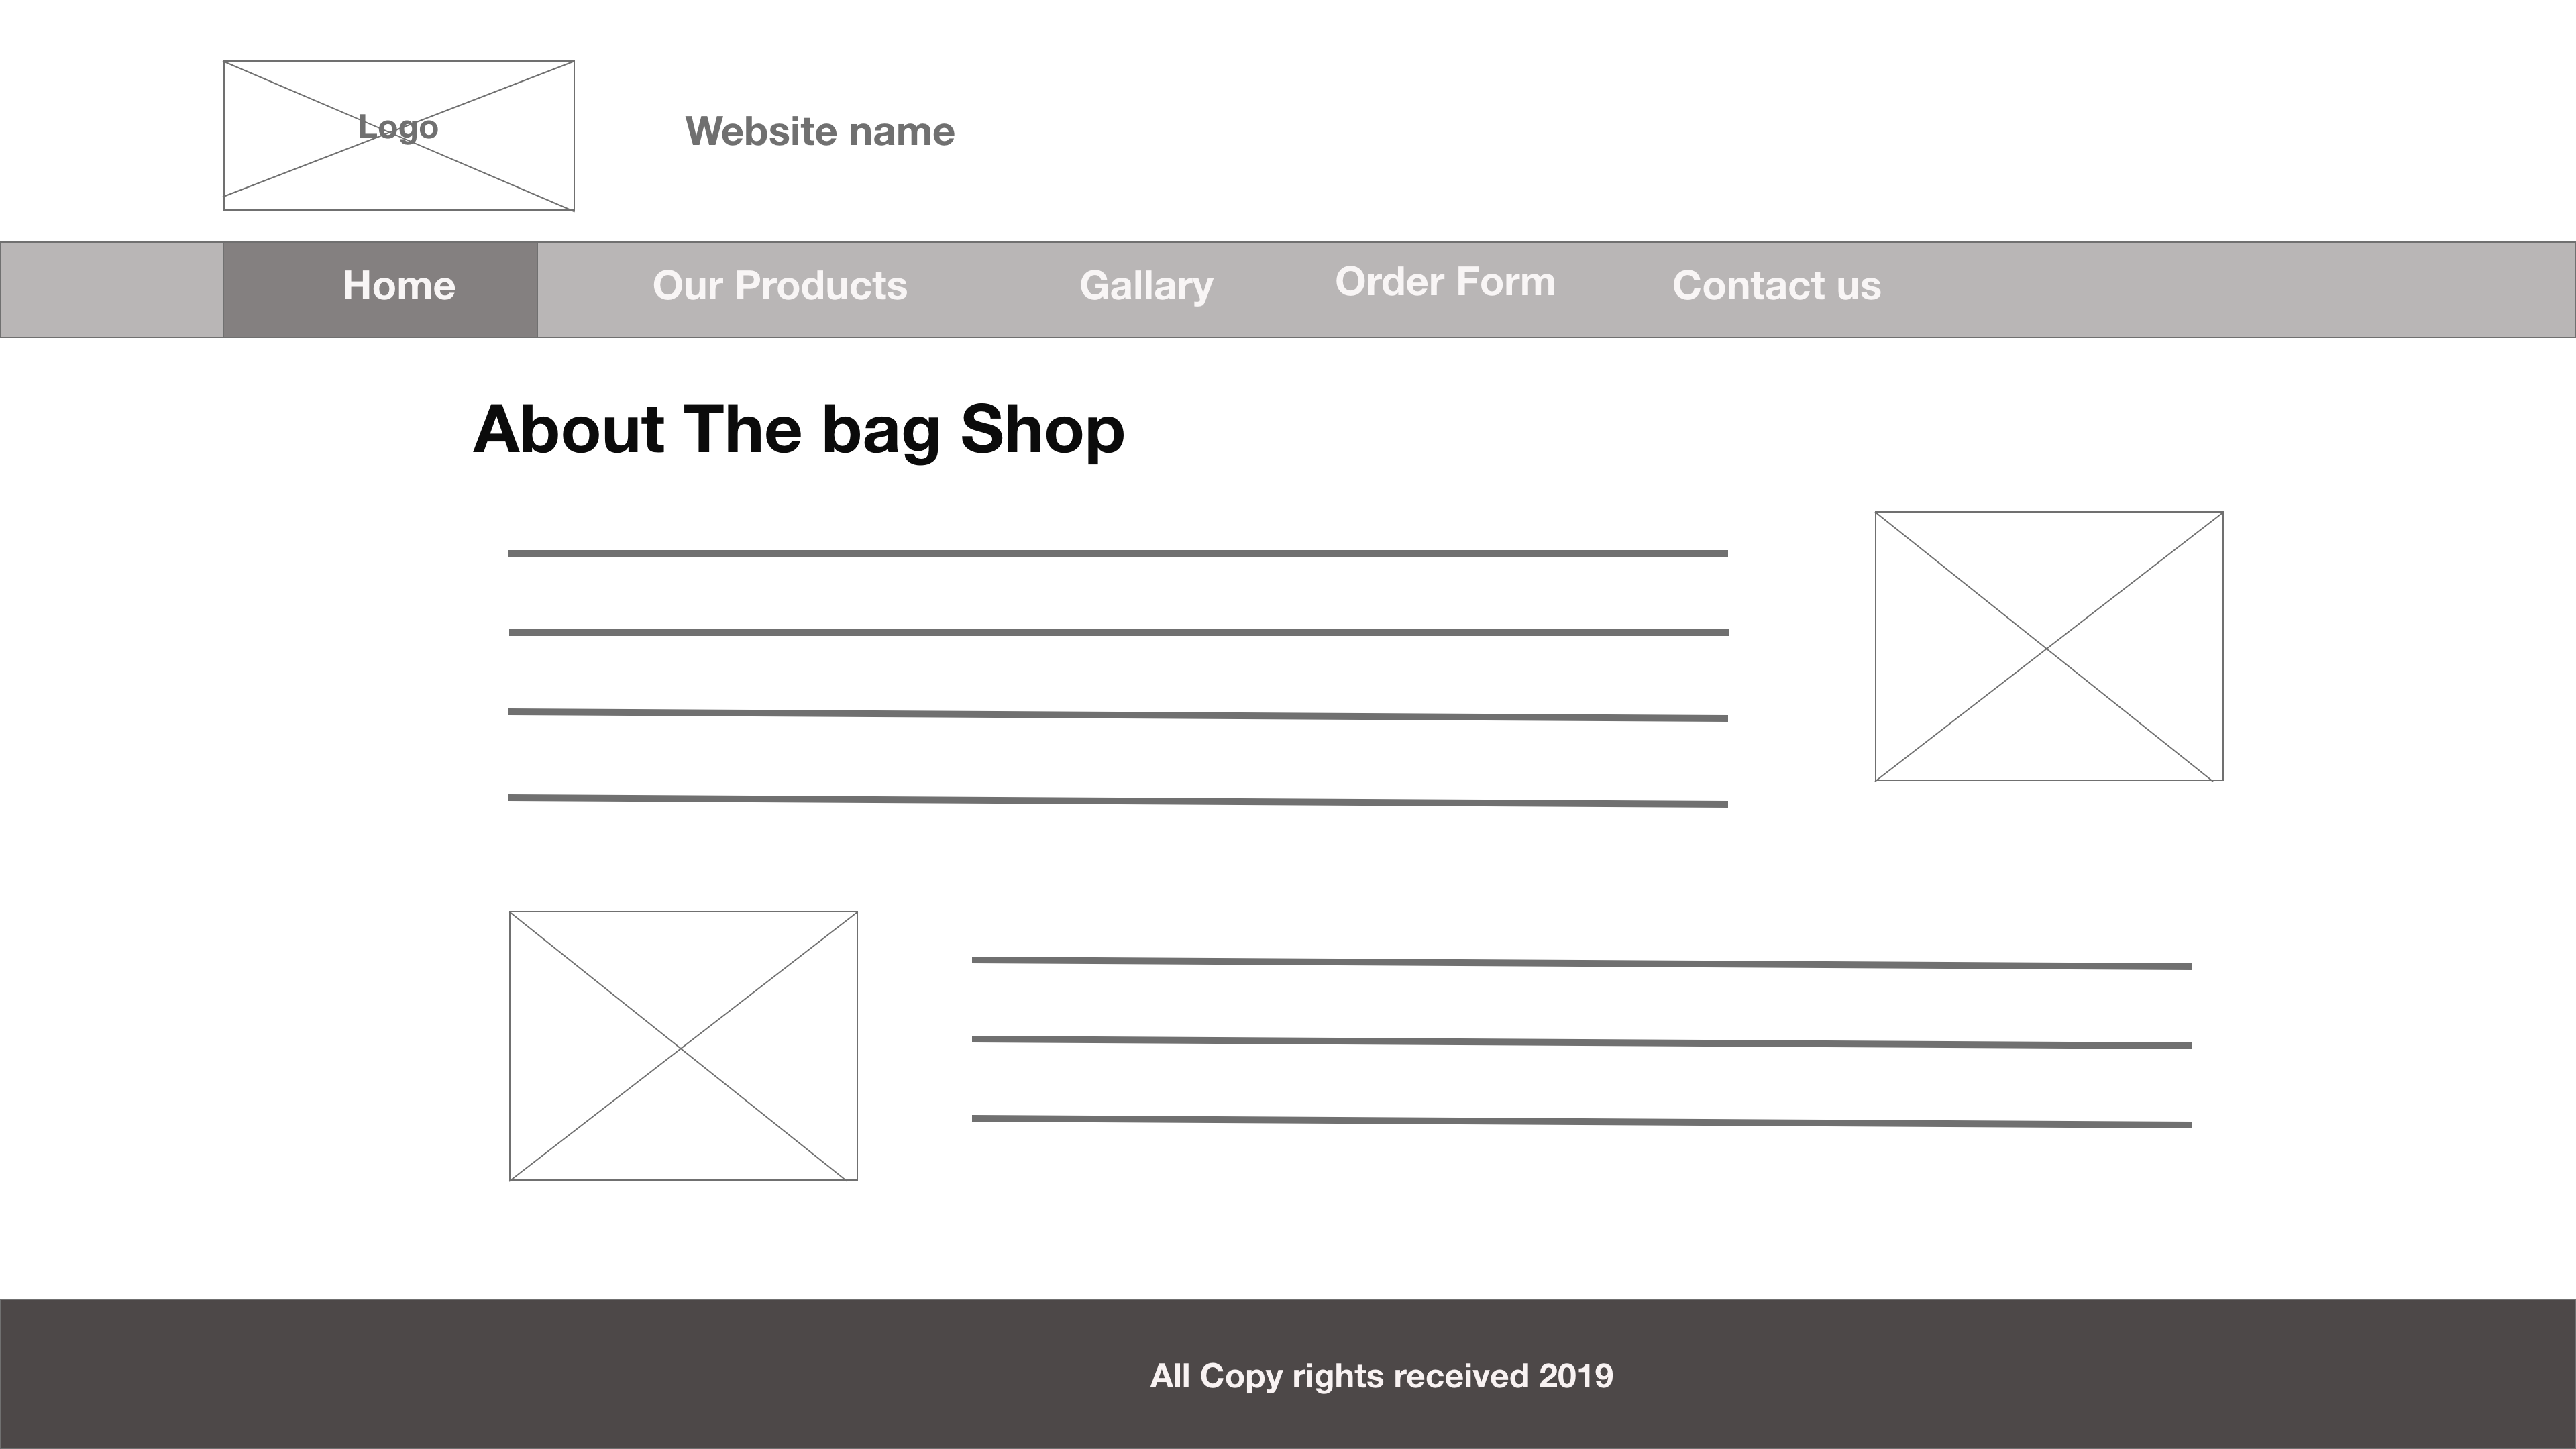 Logo
Website name
Home Our Products Gallary Order Form Contact us
About The bag Shop
All Copy rights received 2019